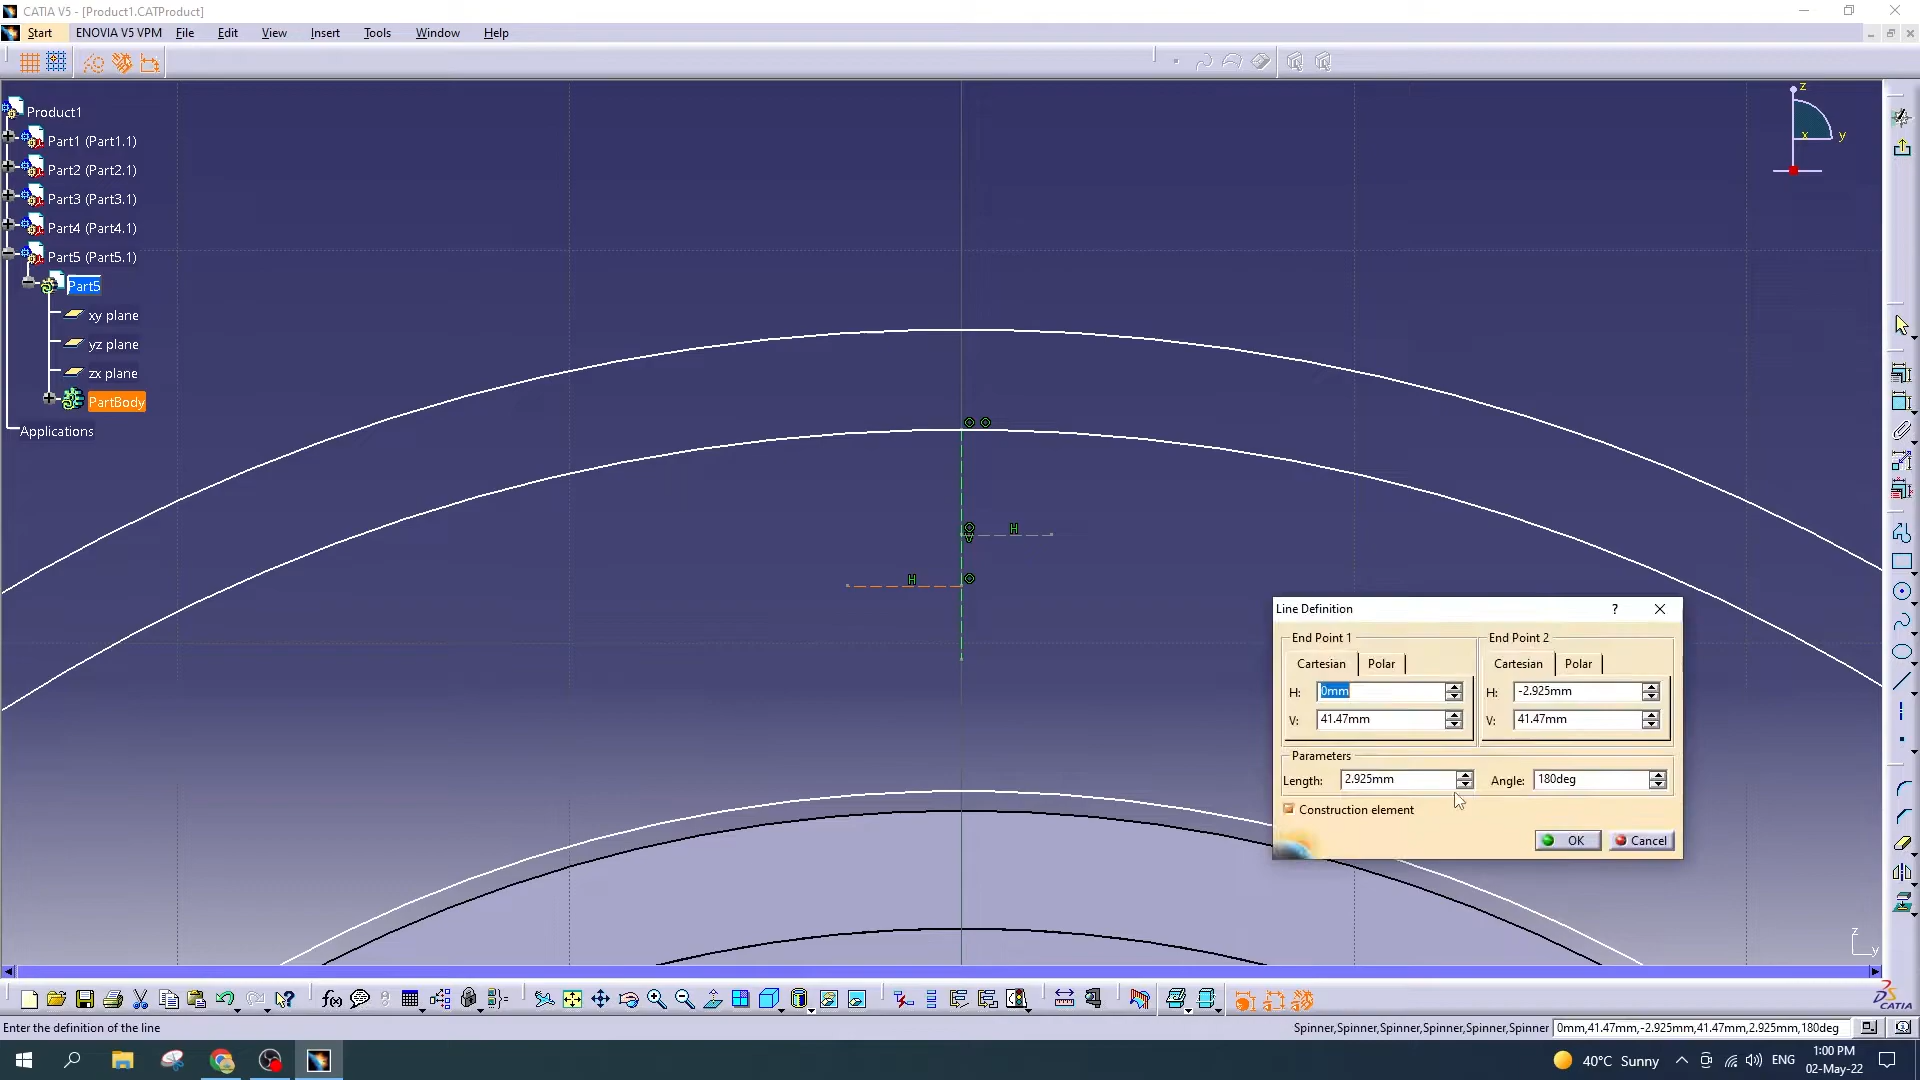 CATIA V5 - [Product1.CATProduct]
Start ENOVIA V5 VPM File Edit View Insert Tools Window Help
Product1
Part1 (Part1.1)
Part2 (Part2.1)
Part3 (Part3.1)
Part4 (Part4.1)
Part5 (Part5.1)
Part5
xy plane
yz plane
zx plane
PartBody
Applications
z
x y
H
V
H
Line Definition ?
End Point 1 End Point 2
Cartesian Polar Cartesian Polar
H: 0mm H: -2.925mm
V: 41.47mm V: 41.47mm
Parameters
Length: 2.925mm Angle: 180deg
Construction element
OK Cancel
z
y
f(x)
CATIA
Enter the definition of the line
Spinner,Spinner,Spinner,Spinner,Spinner,Spinner 0mm,41.47mm,-2.925mm,41.47mm,2.925mm,180deg
40°C Sunny ENG 1:00 PM
02-May-22